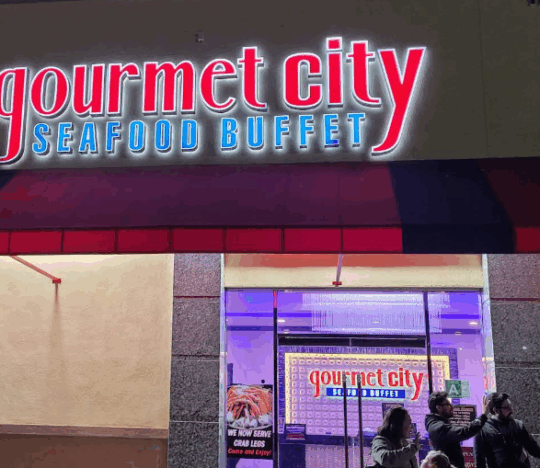 gourmet city
SEAFOOD BUFFET
gourmet city
SEAFOOD BUFFET
A
WE NOW SERVE
CRAB LEGS
Come and Enjoy!